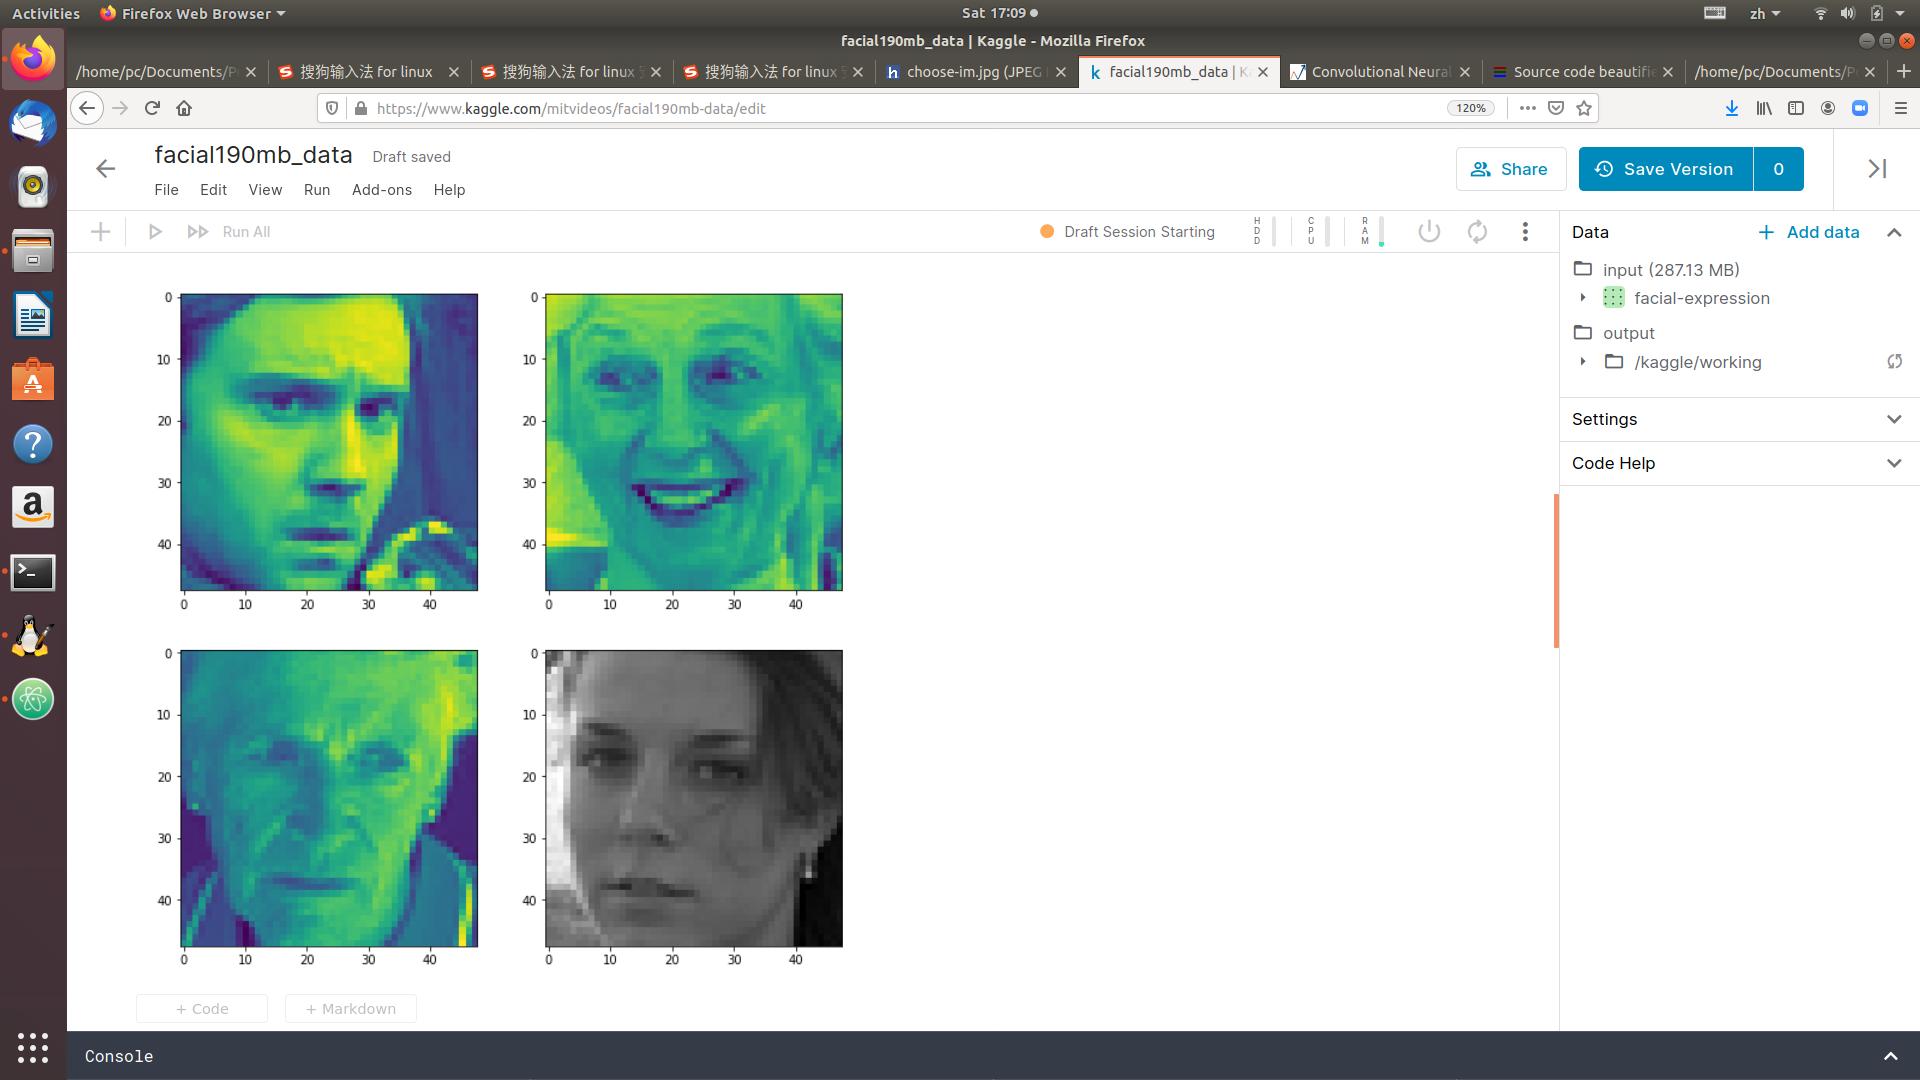 Activities
Firefox Web Browser
Sat 17:09
zh
facial190mb_data | Kaggle - Mozilla Firefox
/home/pc/Documents/P
搜狗输入法 for linux
搜狗输入法 for linux
搜狗输入法 for linux
choose-im.jpg (JPEG
facial190mb_data | K
Convolutional Neural
Source code beautifie
/home/pc/Documents/P
https://www.kaggle.com/mitvideos/facial190mb-data/edit
120%
facial190mb_data
Draft saved
File Edit View Run Add-ons Help
Share
Save Version
0
Run All
Draft Session Starting
HDD
CPU
RAM
Data
Add data
input (287.13 MB)
facial-expression
output
/kaggle/working
Settings
Code Help
0
10
20
30
40
0 10 20 30 40
0
10
20
30
40
0 10 20 30 40
0
10
20
30
40
0 10 20 30 40
0
10
20
30
40
0 10 20 30 40
+ Code
+ Markdown
Console